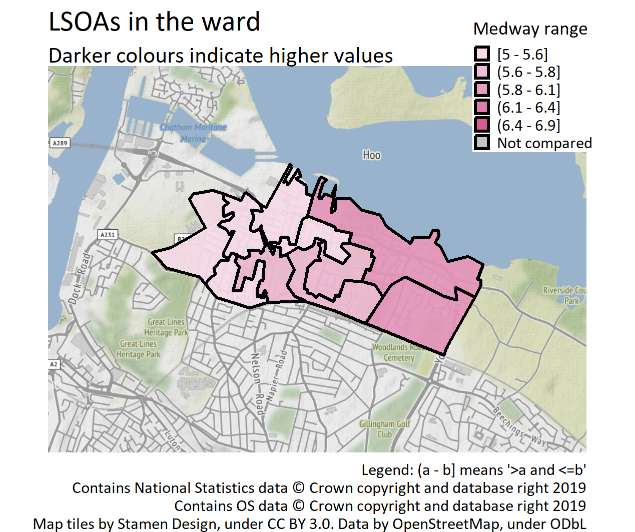 LSOAs in the ward
Darker colours indicate higher values
Medway range
[5 - 5.6]
(5.6 - 5.8]
(5.8 - 6.1]
(6.1 - 6.4]
(6.4 - 6.9]
Not compared
Chatham Maritime
Marina
A289
Hoo
A231
Dock Road
Riverside
Park
Great Lines
Heritage Park
Great Lines
Heritage Park
Woodlands
Cemetery
A2
Nelson Road
Napier Road
Gillingham Golf
Club
Beechings Way
Legend: (a - b] means '>a and <=b'
Contains National Statistics data © Crown copyright and database right 2019
Contains OS data © Crown copyright and database right 2019
Map tiles by Stamen Design, under CC BY 3.0. Data by OpenStreetMap, under ODbL